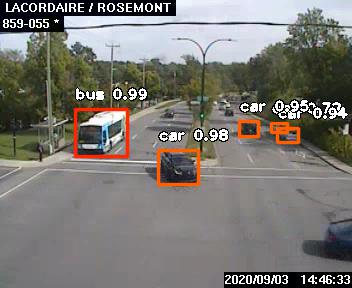 LACORDAIRE / ROSEMONT
859-055 *
bus 0.99
car 0.95
car 0.94
car 0.98
2020/09/03 14:46:33